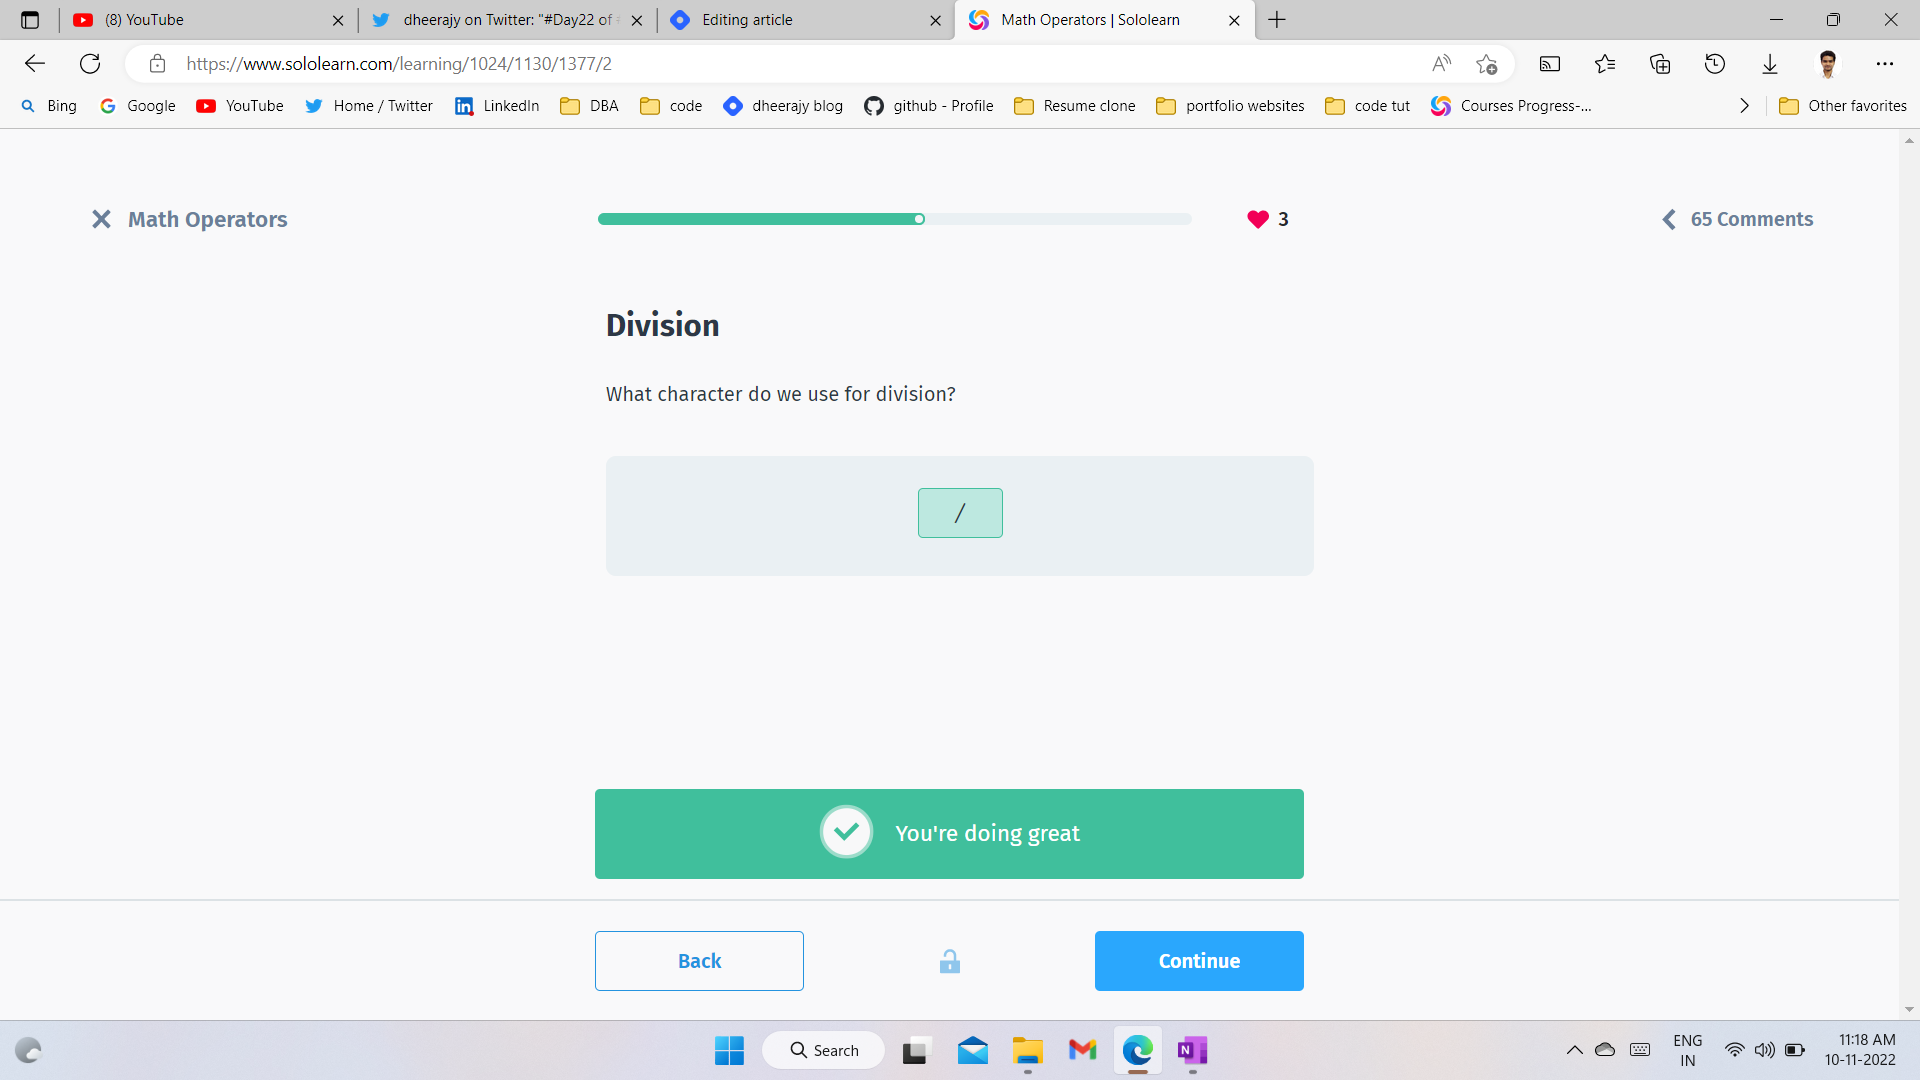 (8) YouTube
dheerajy on Twitter: "#Day22 of
Editing article
Math Operators | Sololearn
https://www.sololearn.com/learning/1024/1130/1377/2
Bing
Google
YouTube
Home / Twitter
LinkedIn
DBA
code
dheerajy blog
github - Profile
Resume clone
portfolio websites
code tut
Courses Progress-...
Other favorites
Math Operators
3
65 Comments
Division
What character do we use for division?
/
You're doing great
Back
Continue
Search
ENG
IN
11:18 AM
10-11-2022